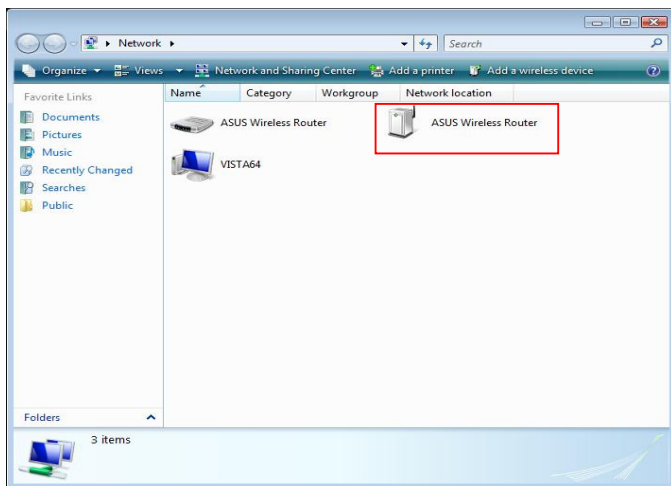 Network
Search
Organize Views Network and Sharing Center Add a printer Add a wireless device
Favorite Links
Name Category Workgroup Network location
Documents
Pictures
Music
Recently Changed
Searches
Public
ASUS Wireless Router
ASUS Wireless Router
VISTA64
Folders
3 items